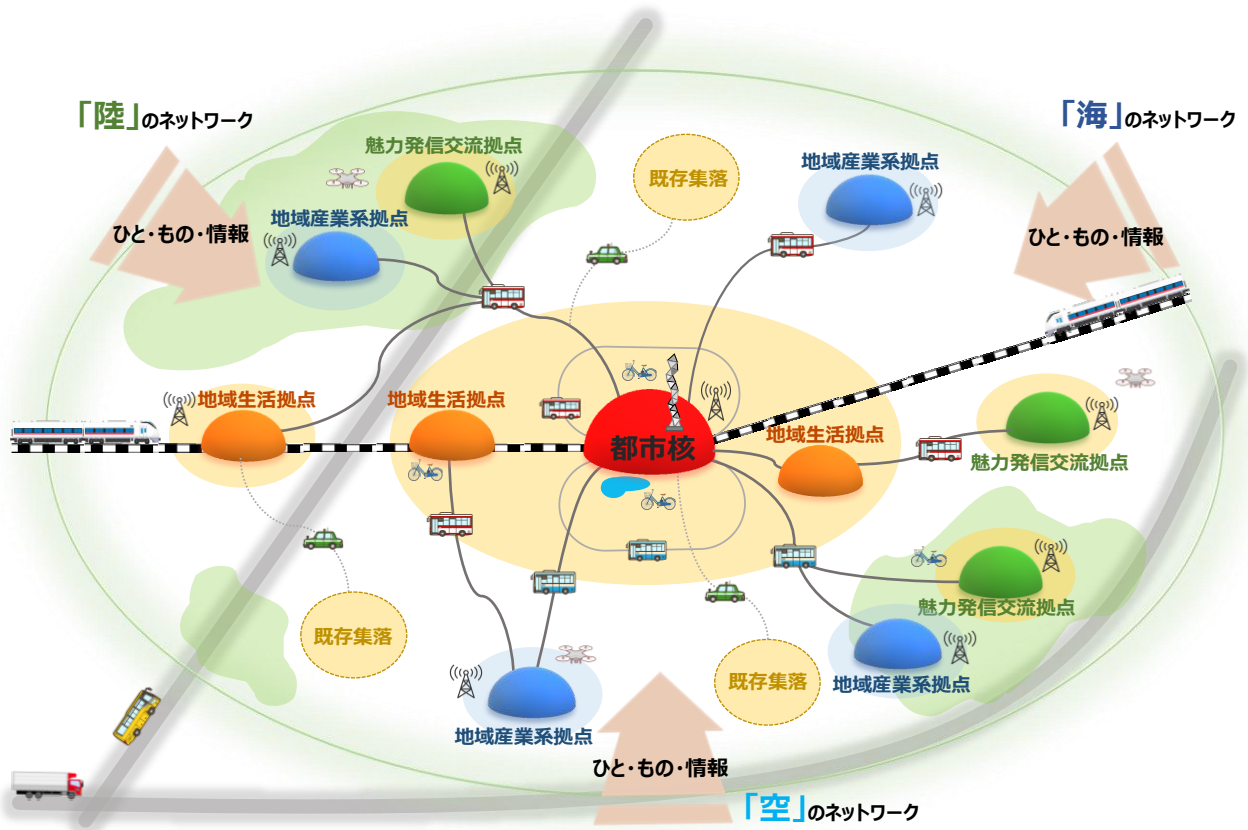 「陸」のネットワーク
「海」のネットワーク
魅力発信交流拠点
既存集落
地域産業系拠点
地域産業系拠点
ひと・もの・情報
ひと・もの・情報
地域生活拠点
地域生活拠点
都市核
地域生活拠点
魅力発信交流拠点
魅力発信交流拠点
既存集落
既存集落
地域産業系拠点
地域産業系拠点
ひと・もの・情報
「空」のネットワーク